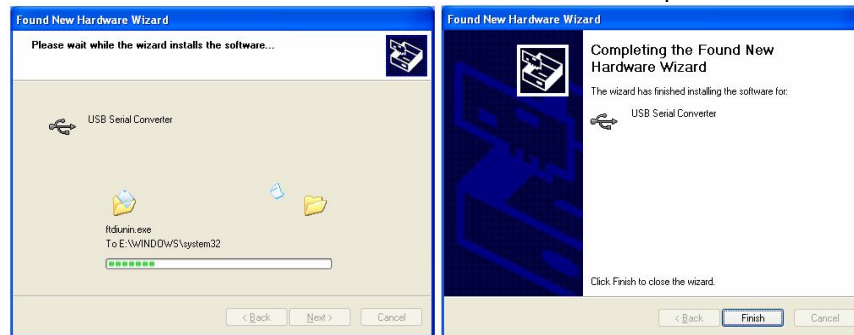 Found New Hardware Wizard
Please wait while the wizard installs the software...
USB Serial Converter
ftdiunin.exe
To E:\WINDOWS\system32
< Back
Next >
Cancel
Found New Hardware Wizard
Completing the Found New
Hardware Wizard
The wizard has finished installing the software for:
USB Serial Converter
Click Finish to close the wizard.
< Back
Finish
Cancel